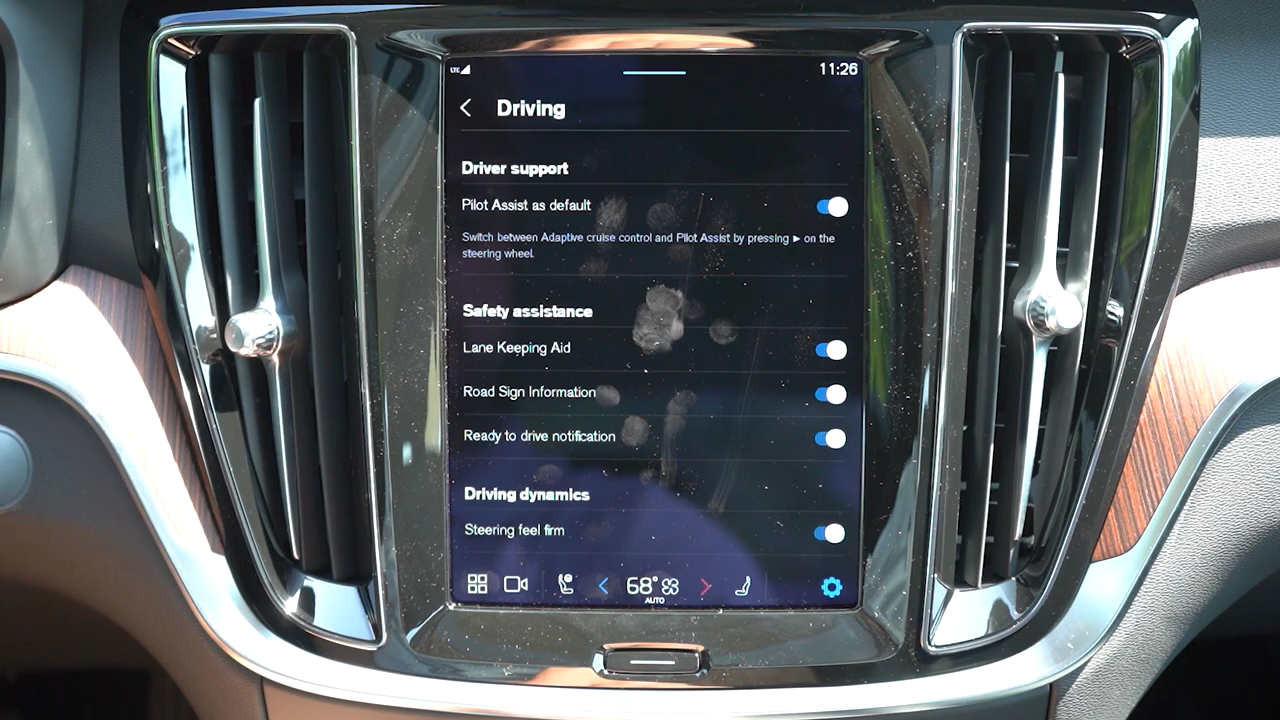 LTE 11:26
Driving
Driver support
Pilot Assist as default
Switch between Adaptive cruise control and Pilot Assist by pressing ► on the
steering wheel.
Safety assistance
Lane Keeping Aid
Road Sign Information
Ready to drive notification
Driving dynamics
Steering feel firm
68°
AUTO